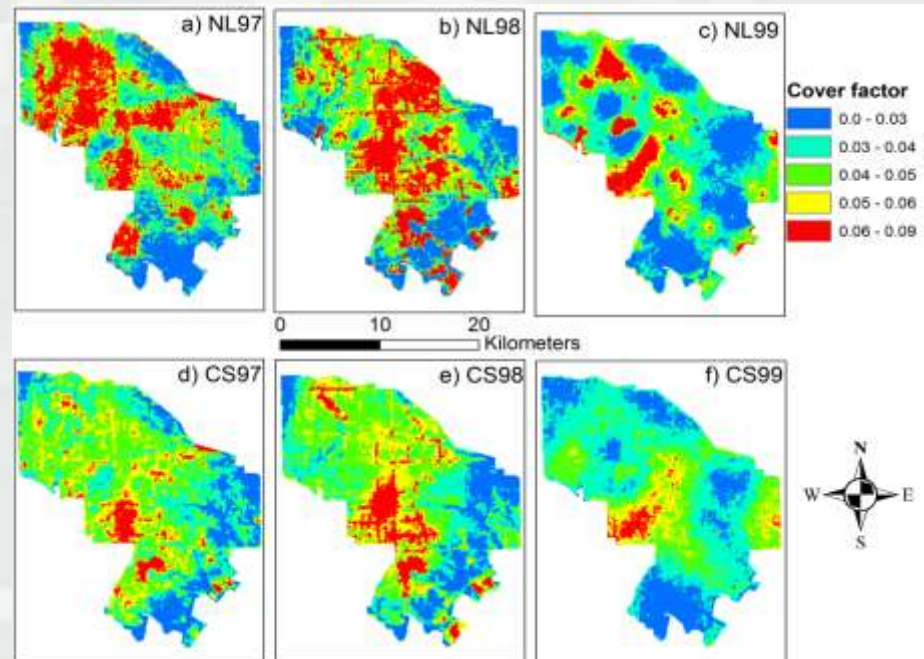 a) NL97
b) NL98
c) NL99
Cover factor
0.0 - 0.03
0.03 - 0.04
0.04 - 0.05
0.05 - 0.06
0.06 - 0.09
0 10 20
Kilometers
d) CS97
e) CS98
f) CS99
N
W E
S